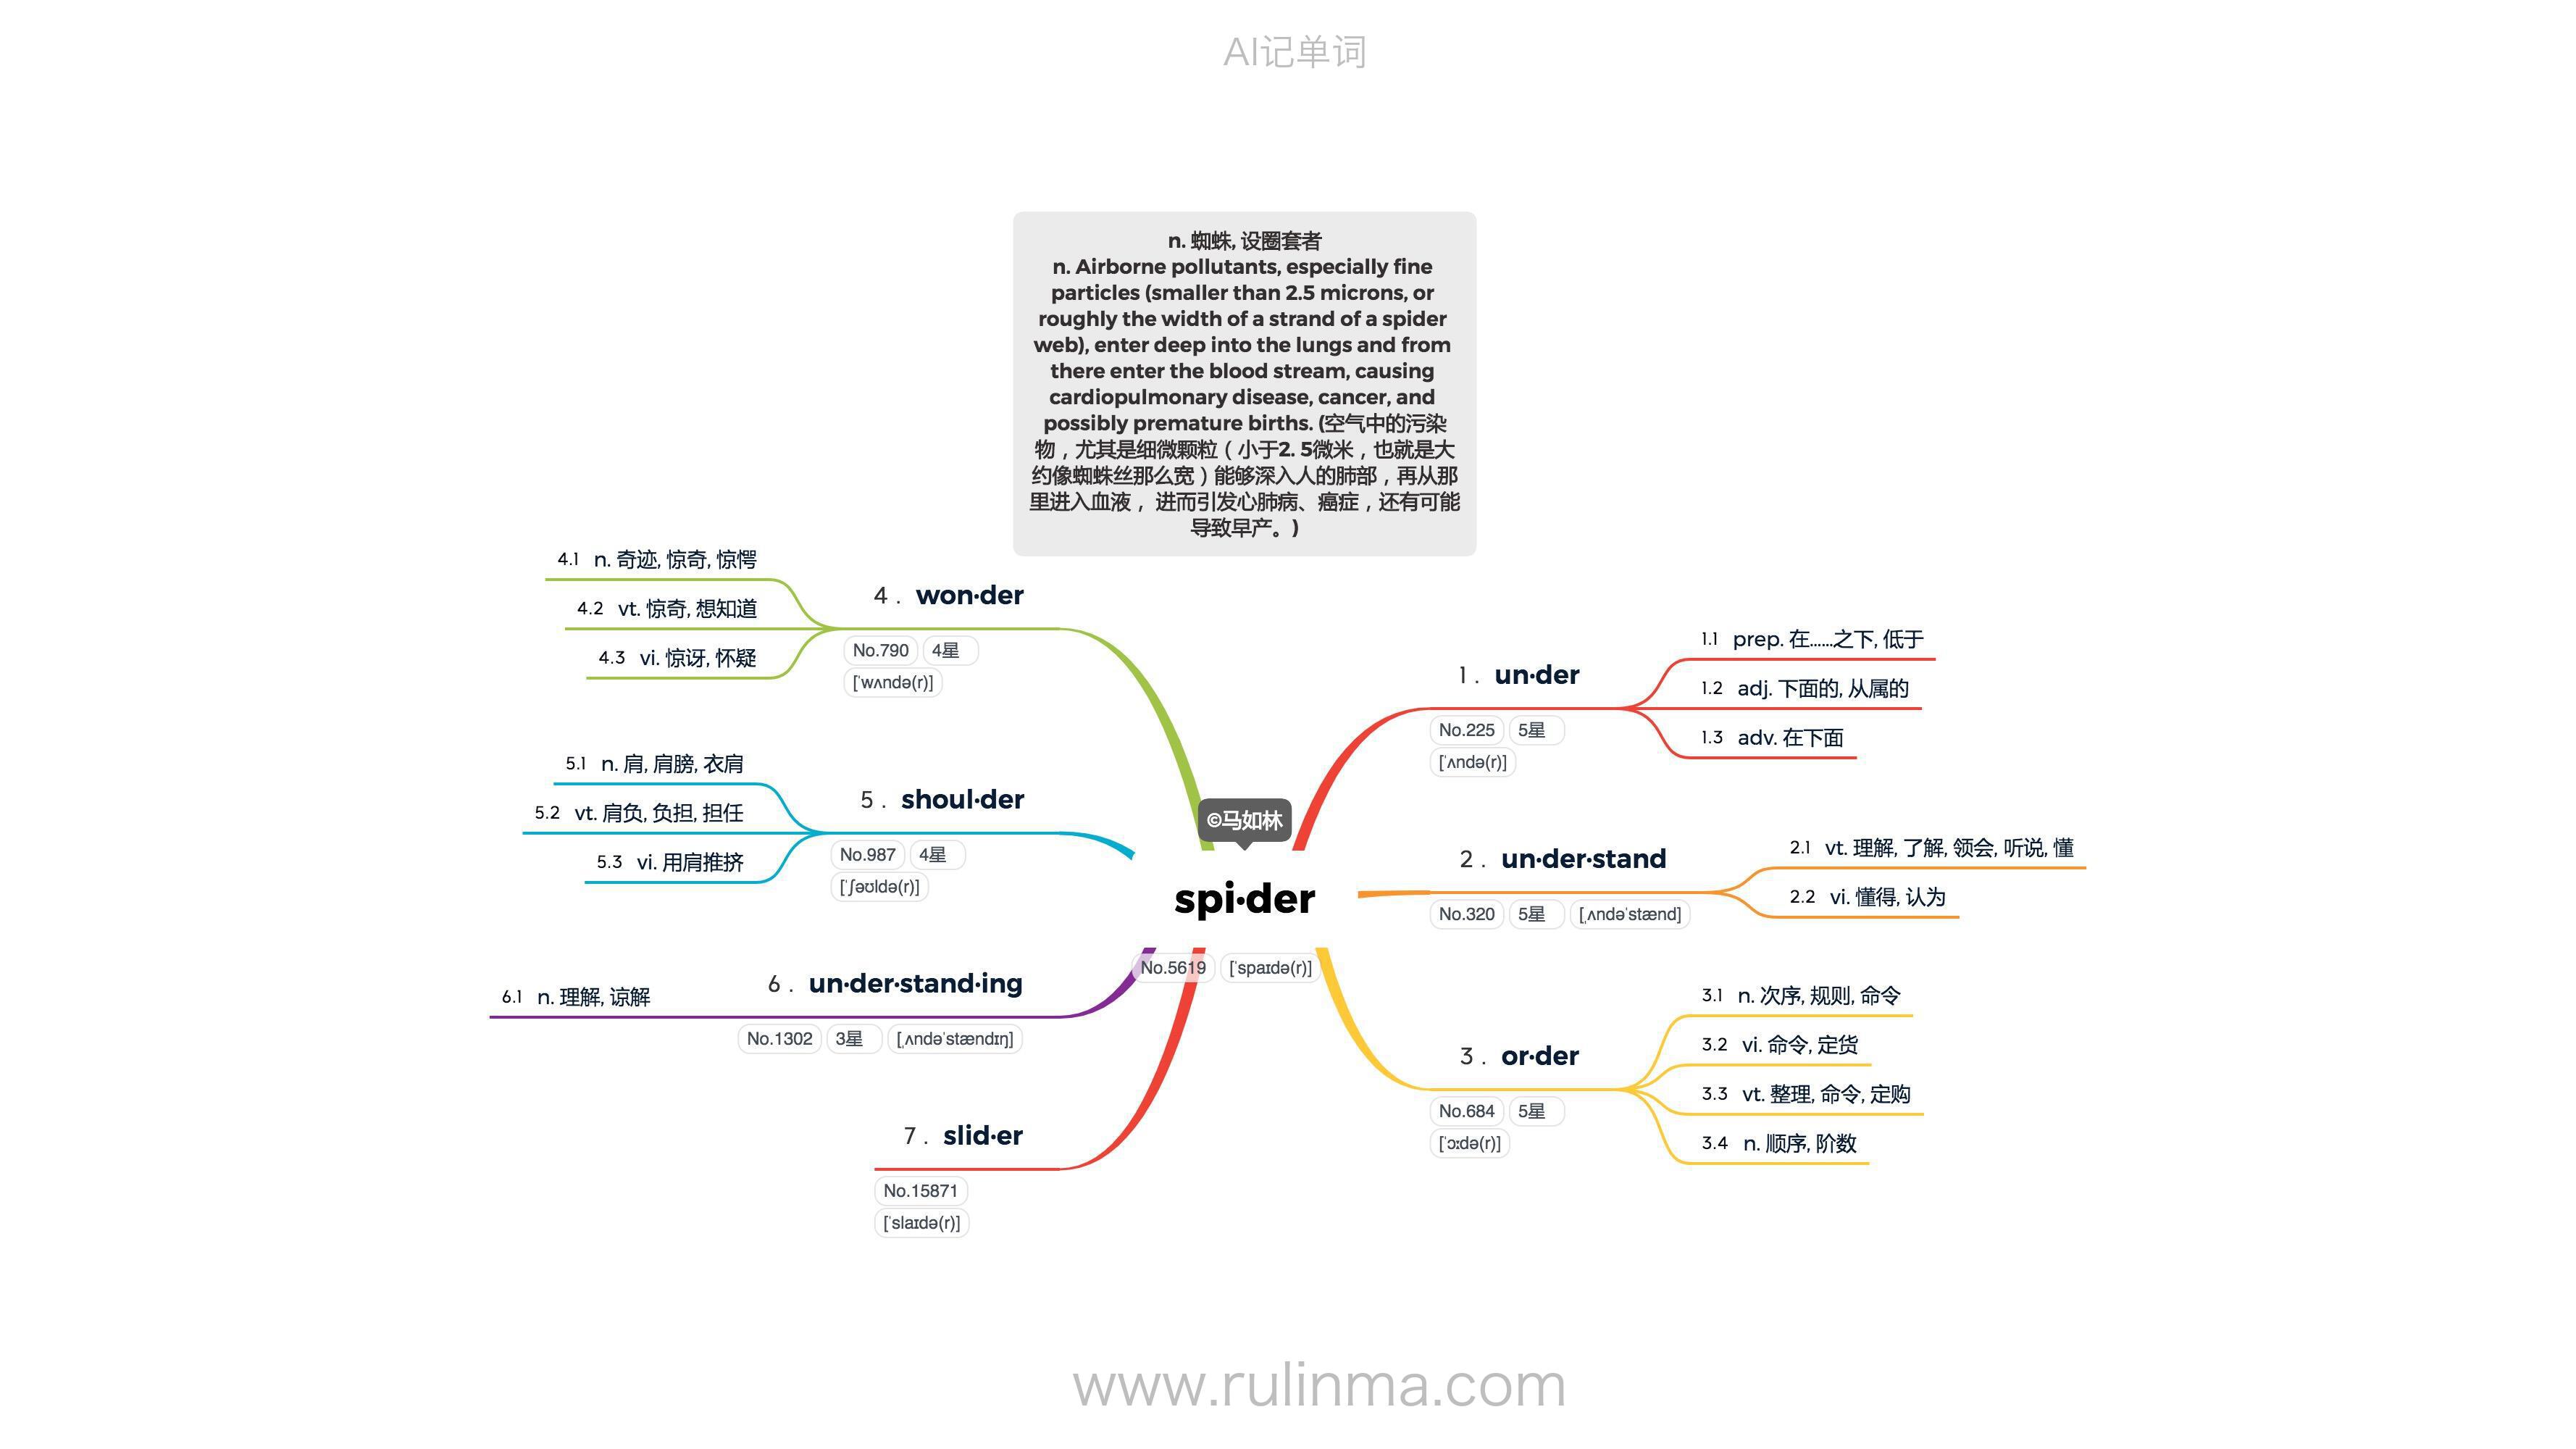 AI记单词
n. 蜘蛛, 设圈套者
n. Airborne pollutants, especially fine
particles (smaller than 2.5 microns, or
roughly the width of a strand of a spider
web), enter deep into the lungs and from
there enter the blood stream, causing
cardiopulmonary disease, cancer, and
possibly premature births. (空气中的污染
物，尤其是细微颗粒（小于2. 5微米，也就是大
约像蜘蛛丝那么宽）能够深入人的肺部，再从那
里进入血液， 进而引发心肺病、癌症，还有可能
导致早产。)
©马如林
spi·der
No.5619 [ˈspaɪdə(r)]
1. un·der
No.225 5星
[ˈʌndə(r)]
1.1 prep. 在……之下, 低于
1.2 adj. 下面的, 从属的
1.3 adv. 在下面
2. un·der·stand
No.320 5星 [ˌʌndəˈstænd]
2.1 vt. 理解, 了解, 领会, 听说, 懂
2.2 vi. 懂得, 认为
3. or·der
No.684 5星
[ˈɔːdə(r)]
3.1 n. 次序, 规则, 命令
3.2 vi. 命令, 定货
3.3 vt. 整理, 命令, 定购
3.4 n. 顺序, 阶数
4. won·der
No.790 4星
[ˈwʌndə(r)]
4.1 n. 奇迹, 惊奇, 惊愕
4.2 vt. 惊奇, 想知道
4.3 vi. 惊讶, 怀疑
5. shoul·der
No.987 4星
[ˈʃəʊldə(r)]
5.1 n. 肩, 肩膀, 衣肩
5.2 vt. 肩负, 负担, 担任
5.3 vi. 用肩推挤
6. un·der·stand·ing
No.1302 3星 [ˌʌndəˈstændɪŋ]
6.1 n. 理解, 谅解
7. slid·er
No.15871
[ˈslaɪdə(r)]
www.rulinma.com